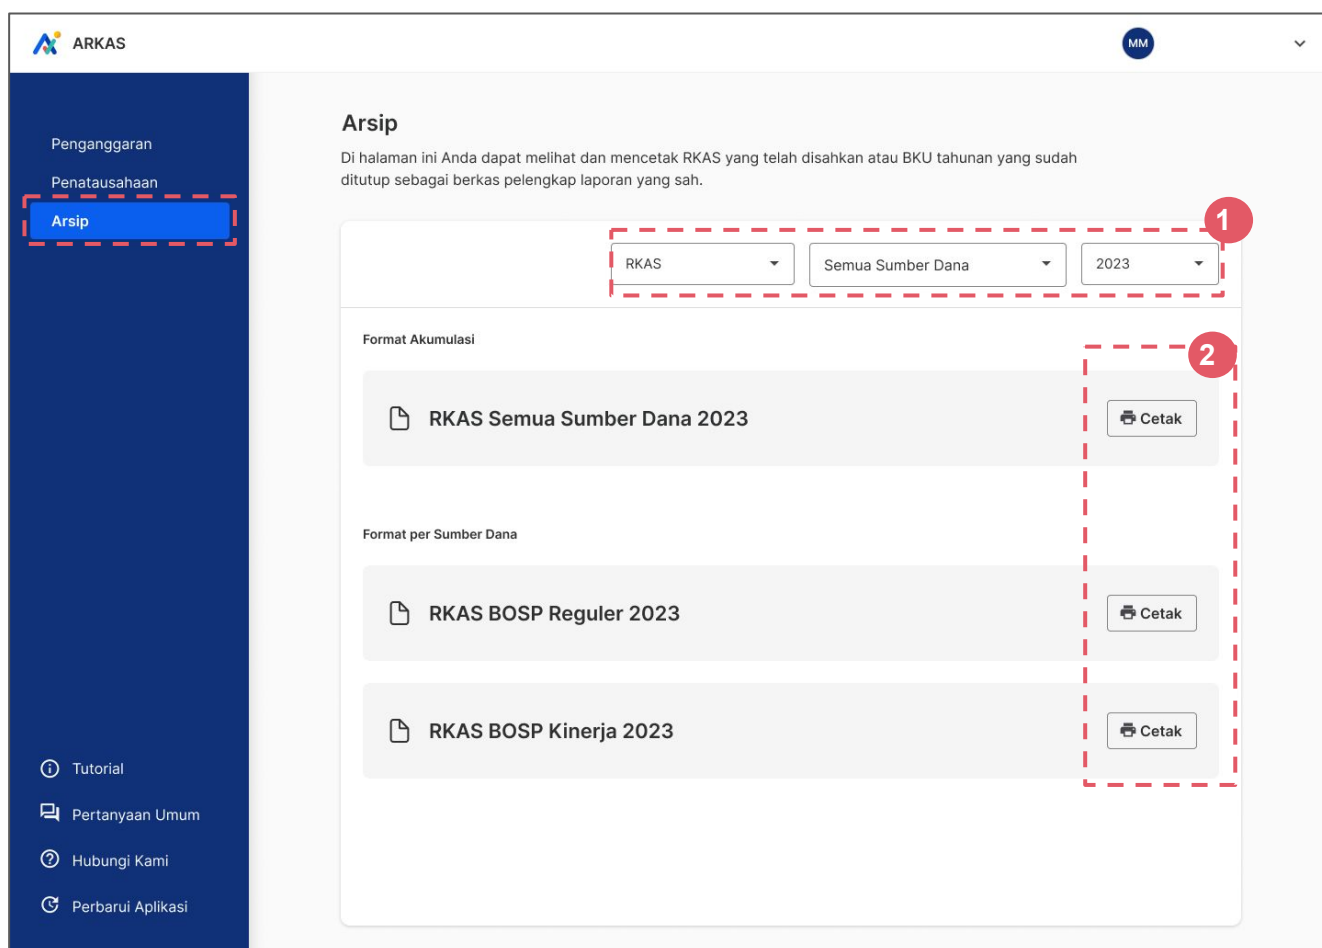 ARKAS
MM
Penganggaran
Penatausahaan
Arsip
Arsip
Di halaman ini Anda dapat melihat dan mencetak RKAS yang telah disahkan atau BKU tahunan yang sudah
ditutup sebagai berkas pelengkap laporan yang sah.
1
RKAS
Semua Sumber Dana
2023
Format Akumulasi
2
RKAS Semua Sumber Dana 2023
Cetak
Format per Sumber Dana
RKAS BOSP Reguler 2023
Cetak
RKAS BOSP Kinerja 2023
Cetak
Tutorial
Pertanyaan Umum
Hubungi Kami
Perbarui Aplikasi